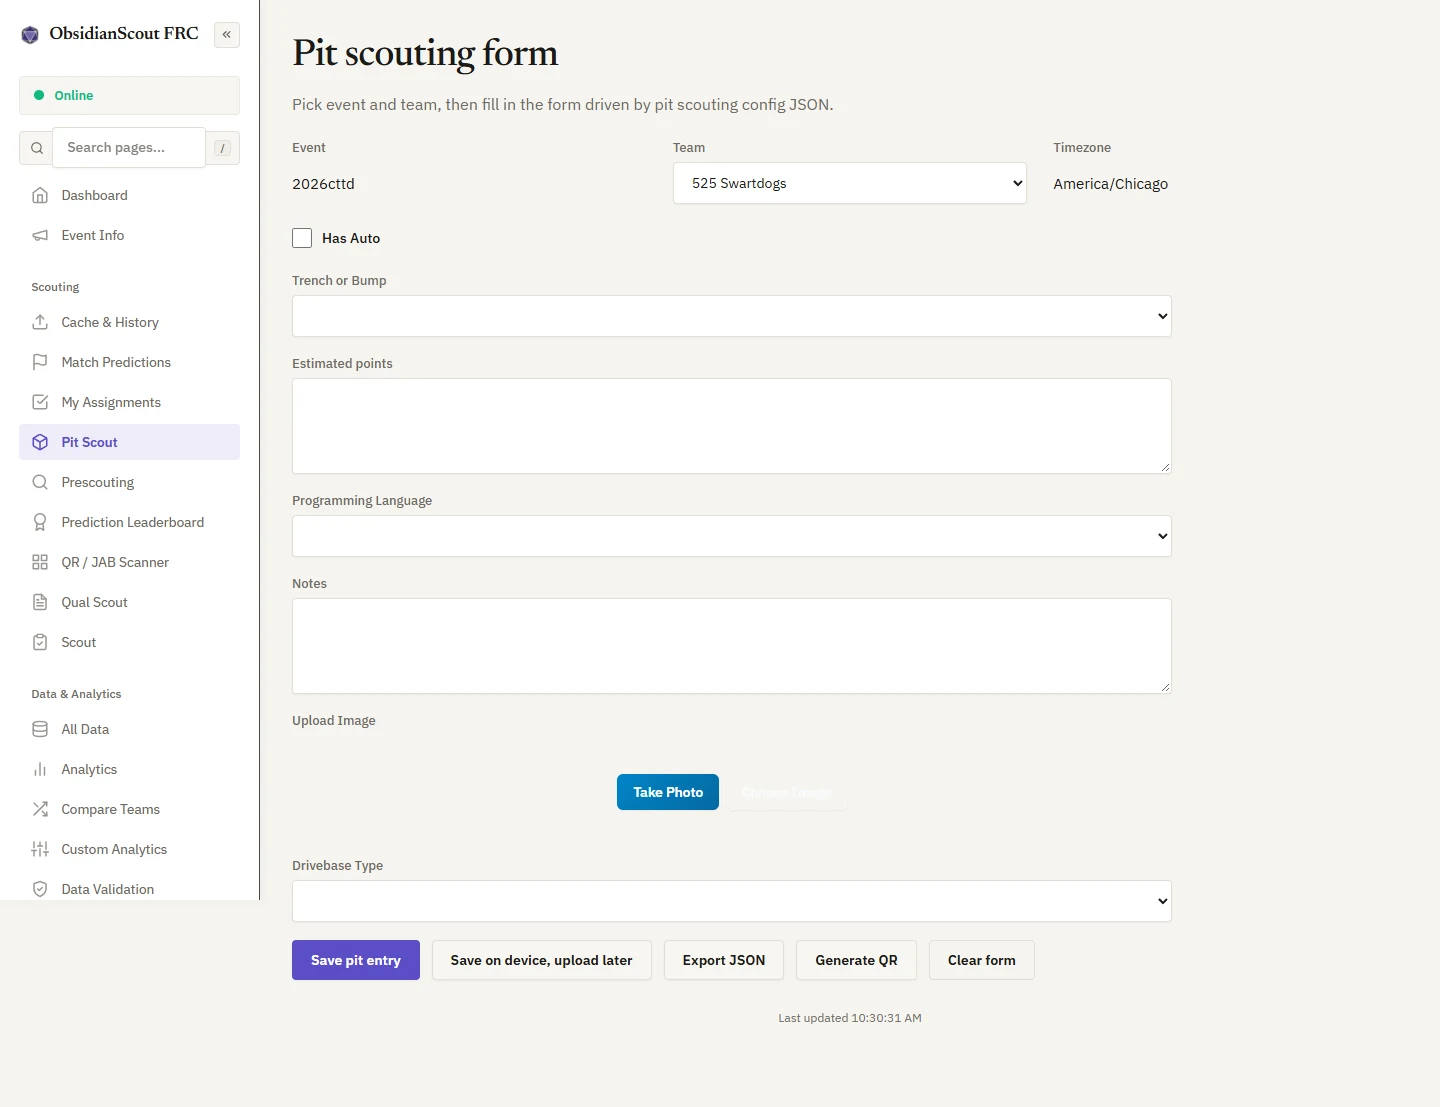 ObsidianScout FRC
«
Online
Search pages...
/
Dashboard
Event Info
Scouting
Cache & History
Match Predictions
My Assignments
Pit Scout
Prescouting
Prediction Leaderboard
QR / JAB Scanner
Qual Scout
Scout
Data & Analytics
All Data
Analytics
Compare Teams
Custom Analytics
Data Validation
Pit scouting form
Pick event and team, then fill in the form driven by pit scouting config JSON.
Event
Team
Timezone
2026cttd
525 Swartdogs
America/Chicago
Has Auto
Trench or Bump
Estimated points
Programming Language
Notes
Upload Image
Take Photo
Choose Image
Drivebase Type
Save pit entry
Save on device, upload later
Export JSON
Generate QR
Clear form
Last updated 10:30:31 AM